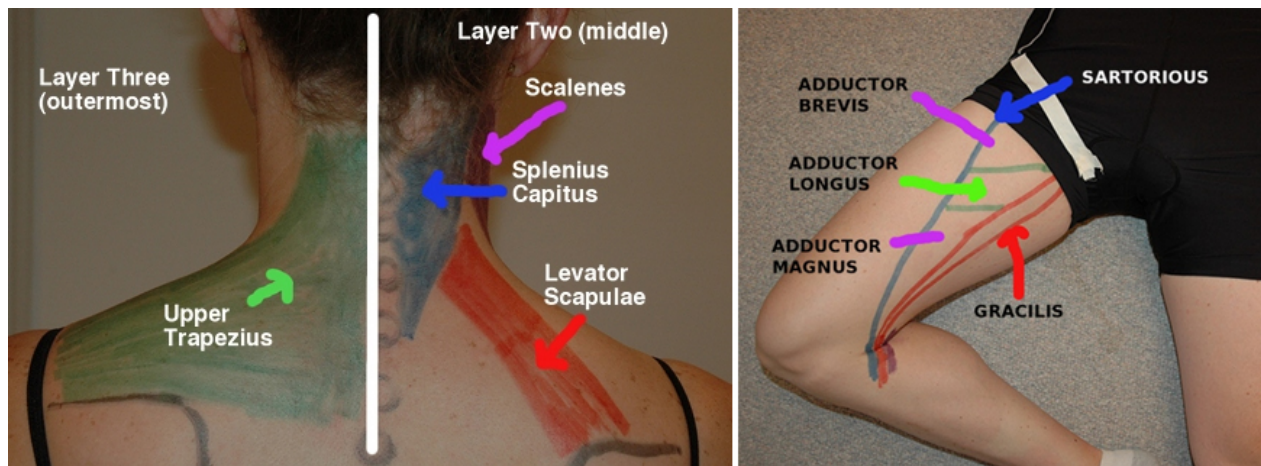 Layer Three
(outermost)
Layer Two (middle)
Scalenes
Splenius
Capitus
Levator
Scapulae
Upper
Trapezius
ADDUCTOR
BREVIS
SARTORIOUS
ADDUCTOR
LONGUS
ADDUCTOR
MAGNUS
GRACILIS